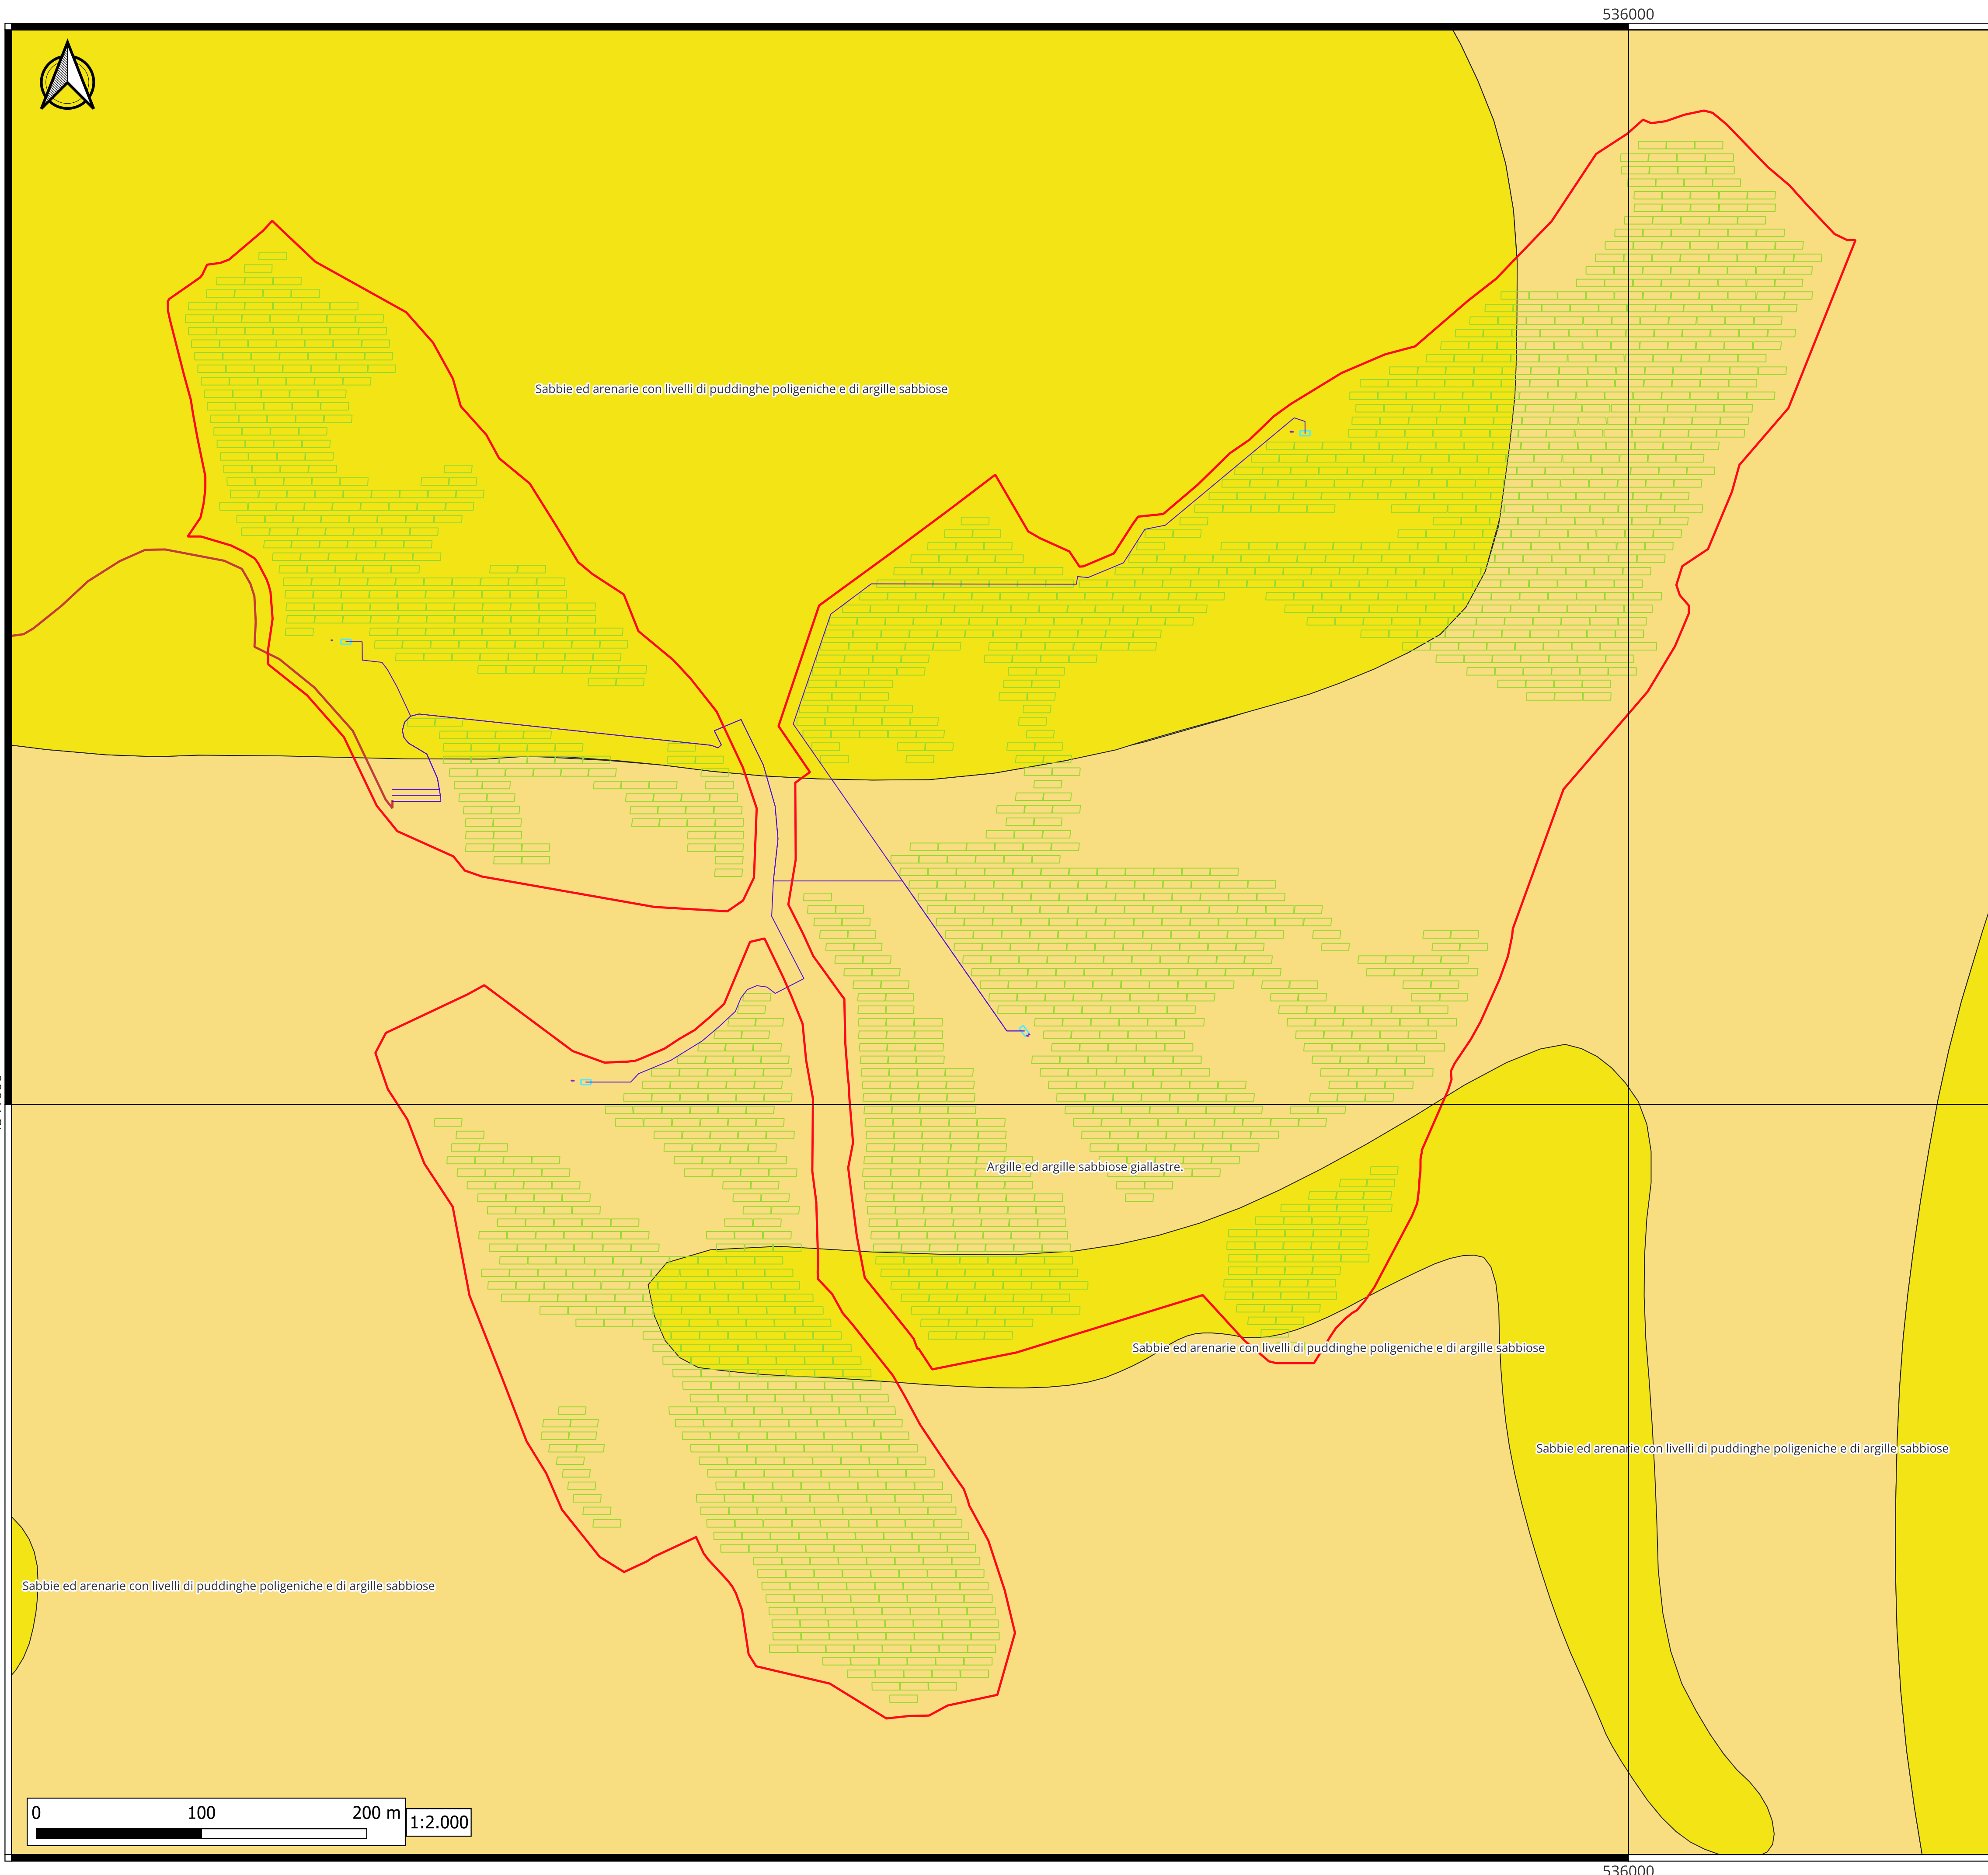 536000
Sabbie ed arenarie con livelli di puddinghe poligeniche e di argille sabbiose
Argille ed argille sabbiose giallastre.
Sabbie ed arenarie con livelli di puddinghe poligeniche e di argille sabbiose
Sabbie ed arenarie con livelli di puddinghe poligeniche e di argille sabbiose
Sabbie ed arenarie con livelli di puddinghe poligeniche e di argille sabbiose
0 100 200 m
1:2.000
536000